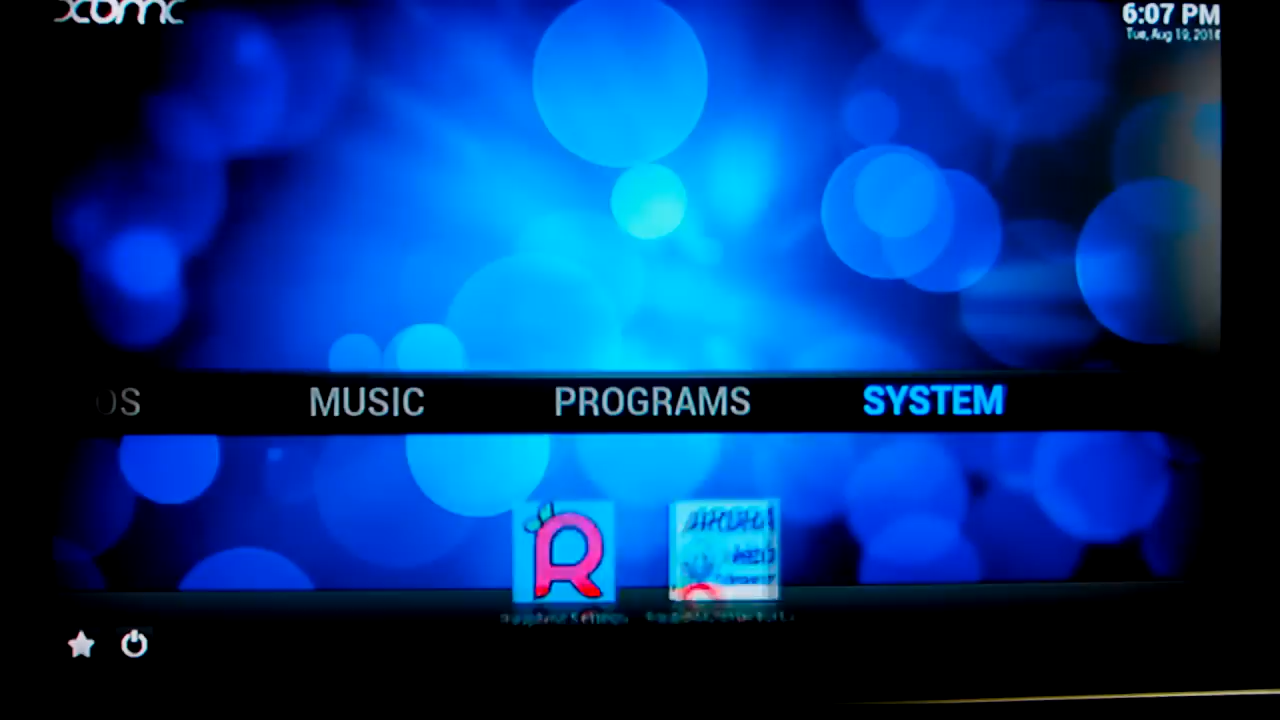 xbmc
6:07 PM
Tue, Aug 19, 2014
OS
MUSIC
PROGRAMS
SYSTEM
R